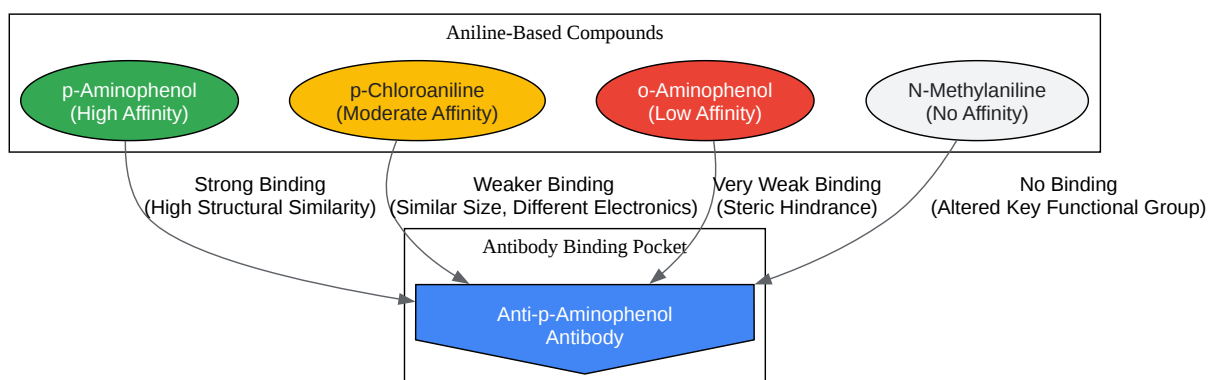 Aniline-Based Compounds
p-Aminophenol
(High Affinity)
p-Chloroaniline
(Moderate Affinity)
o-Aminophenol
(Low Affinity)
N-Methylaniline
(No Affinity)
Strong Binding
(High Structural Similarity)
Weaker Binding
(Similar Size, Different Electronics)
Very Weak Binding
(Steric Hindrance)
No Binding
(Altered Key Functional Group)
Antibody Binding Pocket
Anti-p-Aminophenol
Antibody